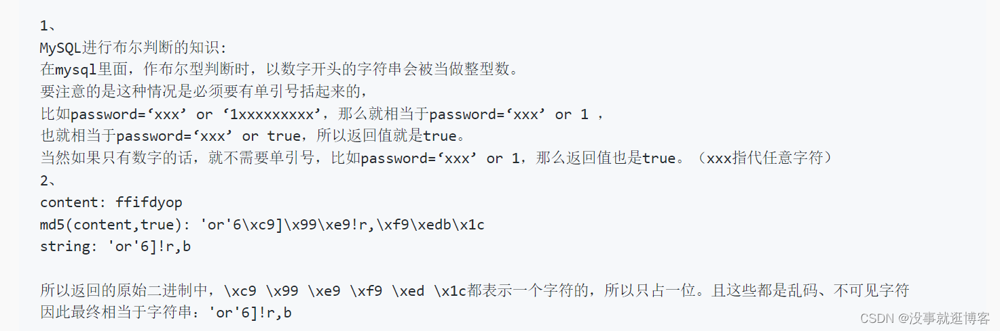 1、
MySQL进行布尔判断的知识:
在mysql里面，作布尔型判断时，以数字开头的字符串会被当做整型数。
要注意的是这种情况是必须要有单引号括起来的，
比如password=‘xxx’ or ‘1xxxxxxxxx’，那么就相当于password=‘xxx’ or 1 ，
也就相当于password=‘xxx’ or true，所以返回值就是true。
当然如果只有数字的话，就不需要单引号，比如password=‘xxx’ or 1，那么返回值也是true。（xxx指代任意字符）
2、
content: ffifdyop
md5(content,true): 'or'6\xc9]\x99\xe9!r,\xf9\xedb\x1c
string: 'or'6]!r,b
所以返回的原始二进制中，\xc9 \x99 \xe9 \xf9 \xed \x1c都表示一个字符的，所以只占一位。且这些都是乱码、不可见字符
因此最终相当于字符串：'or'6]!r,b
CSDN @没事就逛博客